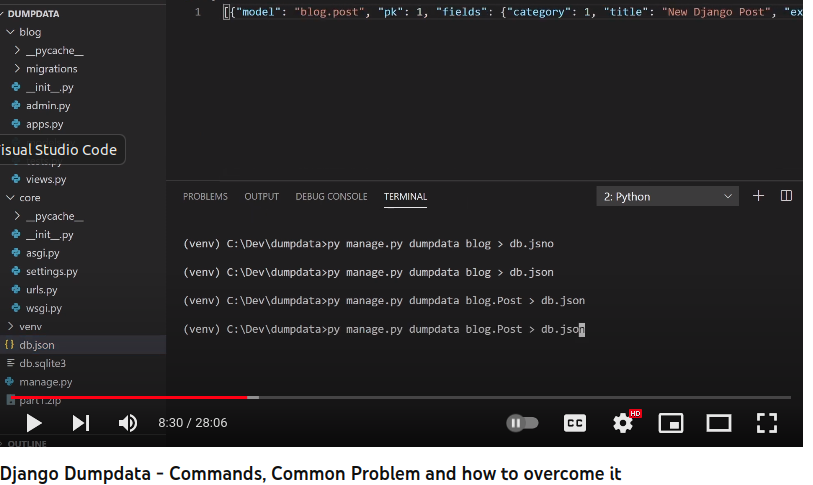 DUMPDATA
blog
__pycache__
migrations
__init__.py
admin.py
apps.py
isual Studio Code
views.py
core
__pycache__
__init__.py
asgi.py
settings.py
urls.py
wsgi.py
venv
{} db.json
db.sqlite3
manage.py
part1.zip
OUTLINE
1 [{"model": "blog.post", "pk": 1, "fields": {"category": 1, "title": "New Django Post", "ex
PROBLEMS OUTPUT DEBUG CONSOLE TERMINAL 2: Python
(venv) C:\Dev\dumpdata>py manage.py dumpdata blog > db.jsno
(venv) C:\Dev\dumpdata>py manage.py dumpdata blog > db.json
(venv) C:\Dev\dumpdata>py manage.py dumpdata blog.Post > db.json
(venv) C:\Dev\dumpdata>py manage.py dumpdata blog.Post > db.json
8:30 / 28:06 CC HD
Django Dumpdata - Commands, Common Problem and how to overcome it